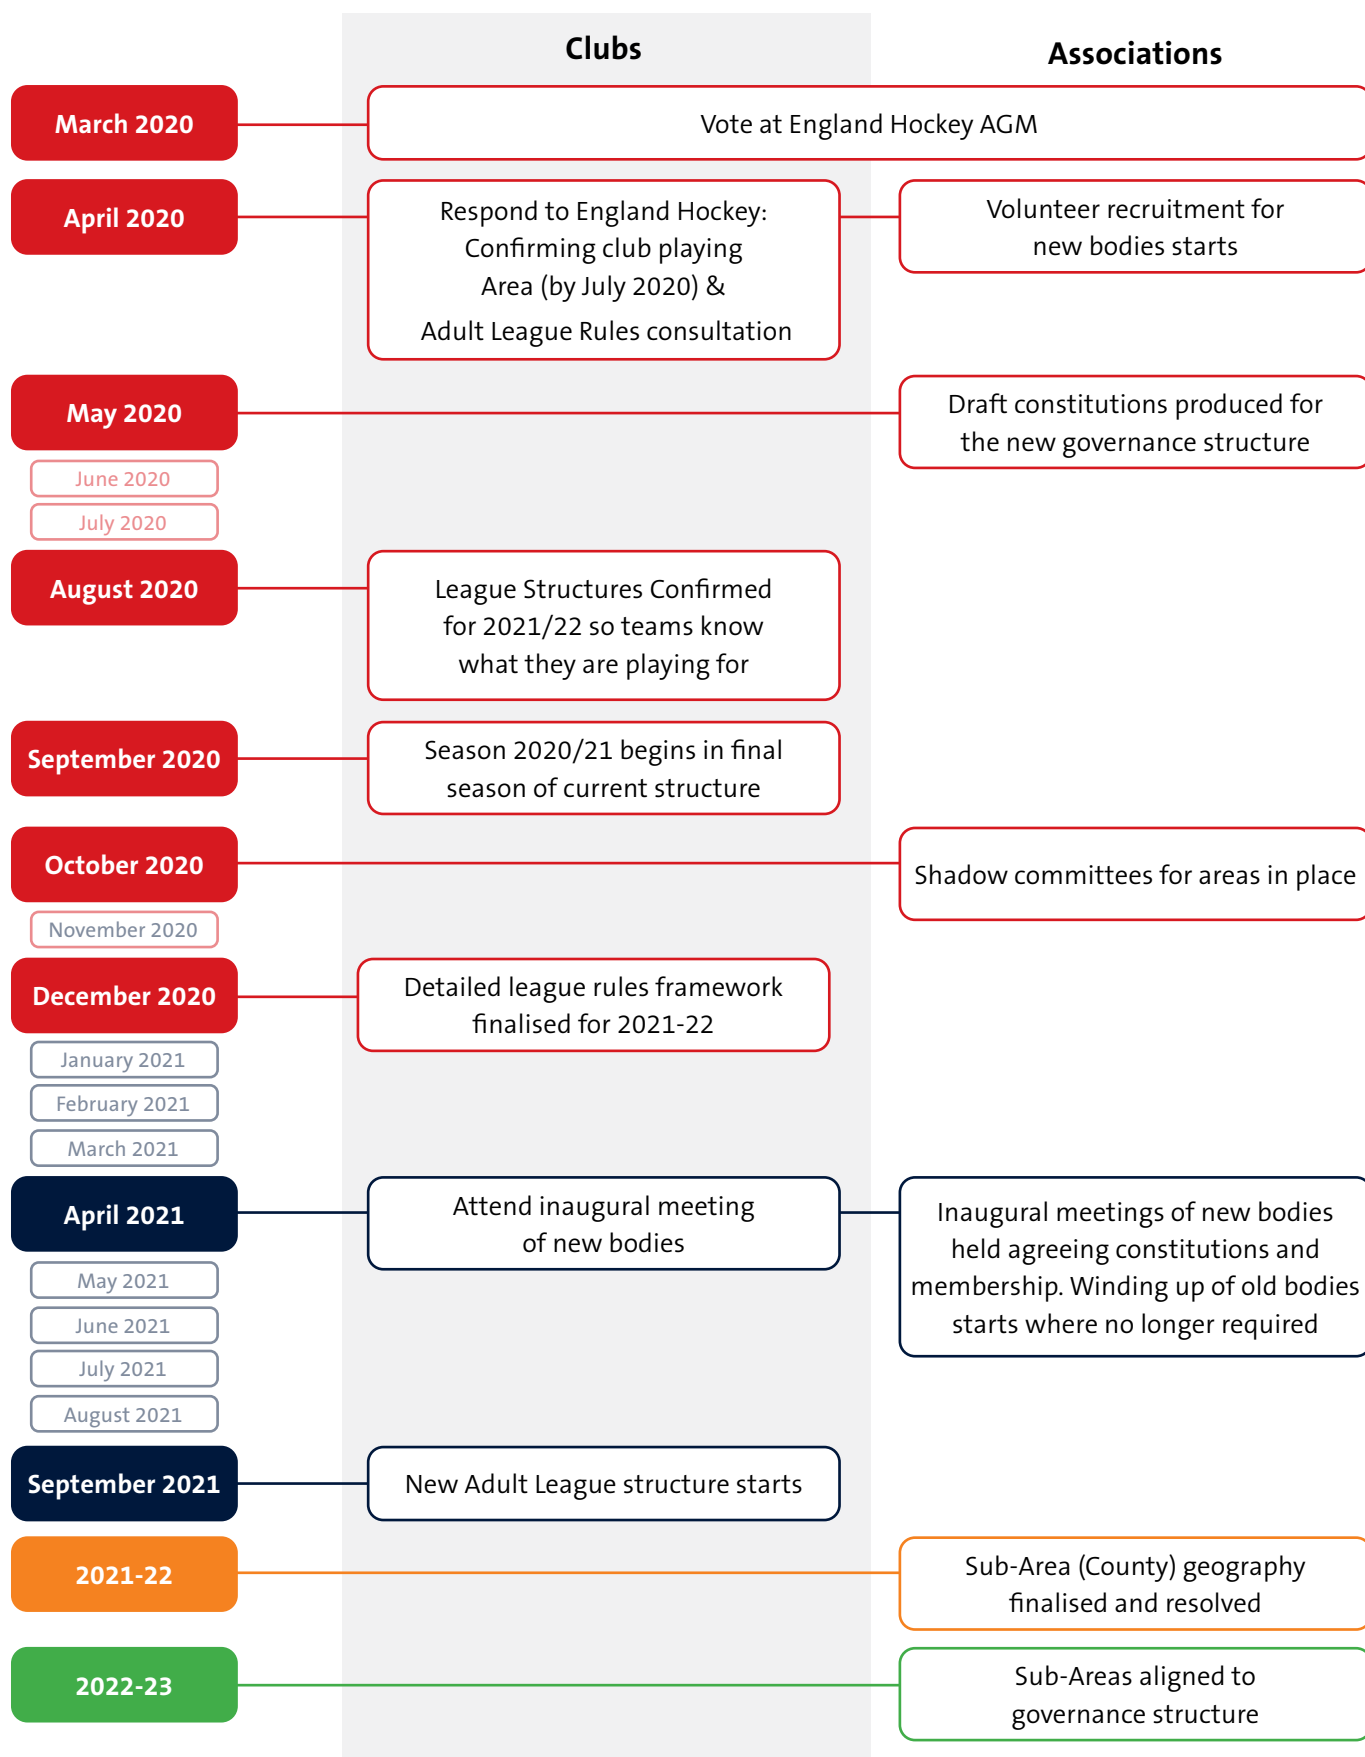 Clubs
Associations
March 2020
Vote at England Hockey AGM
April 2020
Respond to England Hockey:
Confirming club playing
Area (by July 2020) &
Adult League Rules consultation
Volunteer recruitment for
new bodies starts
May 2020
Draft constitutions produced for
the new governance structure
June 2020
July 2020
August 2020
League Structures Confirmed
for 2021/22 so teams know
what they are playing for
September 2020
Season 2020/21 begins in final
season of current structure
October 2020
Shadow committees for areas in place
November 2020
December 2020
Detailed league rules framework
finalised for 2021-22
January 2021
February 2021
March 2021
April 2021
Attend inaugural meeting
of new bodies
Inaugural meetings of new bodies
held agreeing constitutions and
membership. Winding up of old bodies
starts where no longer required
May 2021
June 2021
July 2021
August 2021
September 2021
New Adult League structure starts
2021-22
Sub-Area (County) geography
finalised and resolved
2022-23
Sub-Areas aligned to
governance structure